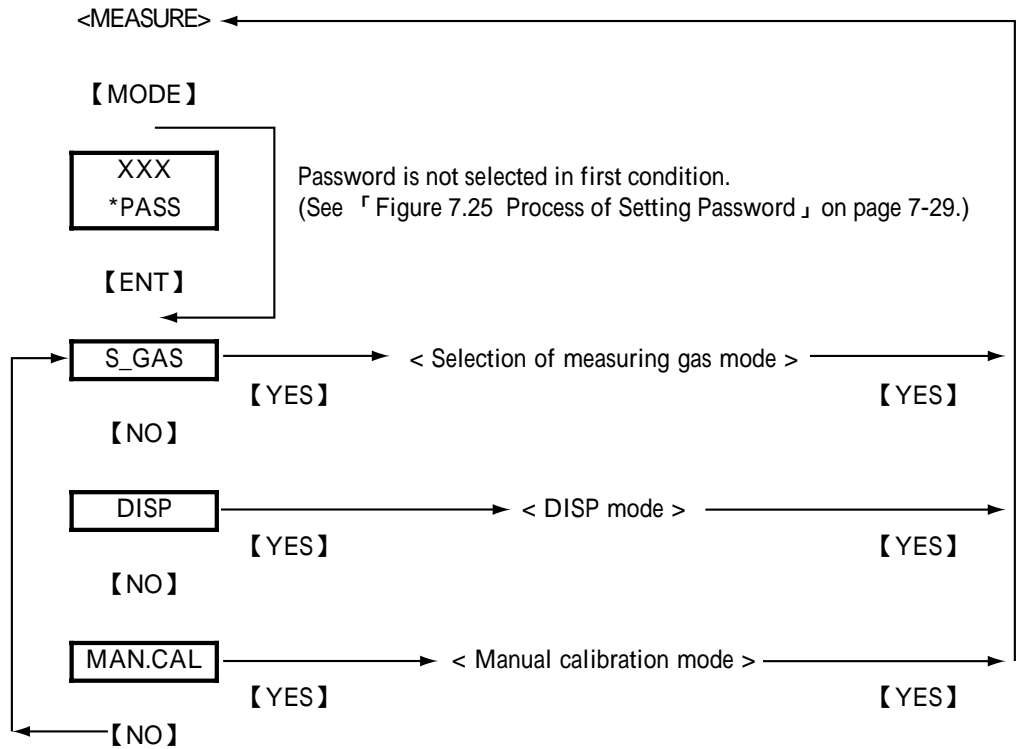 <MEASURE>
【MODE】
XXX
*PASS
Password is not selected in first condition.
(See 「Figure 7.25 Process of Setting Password」 on page 7-29.)
【ENT】
S_GAS
< Selection of measuring gas mode >
【YES】
【YES】
【NO】
DISP
< DISP mode >
【YES】
【YES】
【NO】
MAN.CAL
< Manual calibration mode >
【YES】
【YES】
【NO】